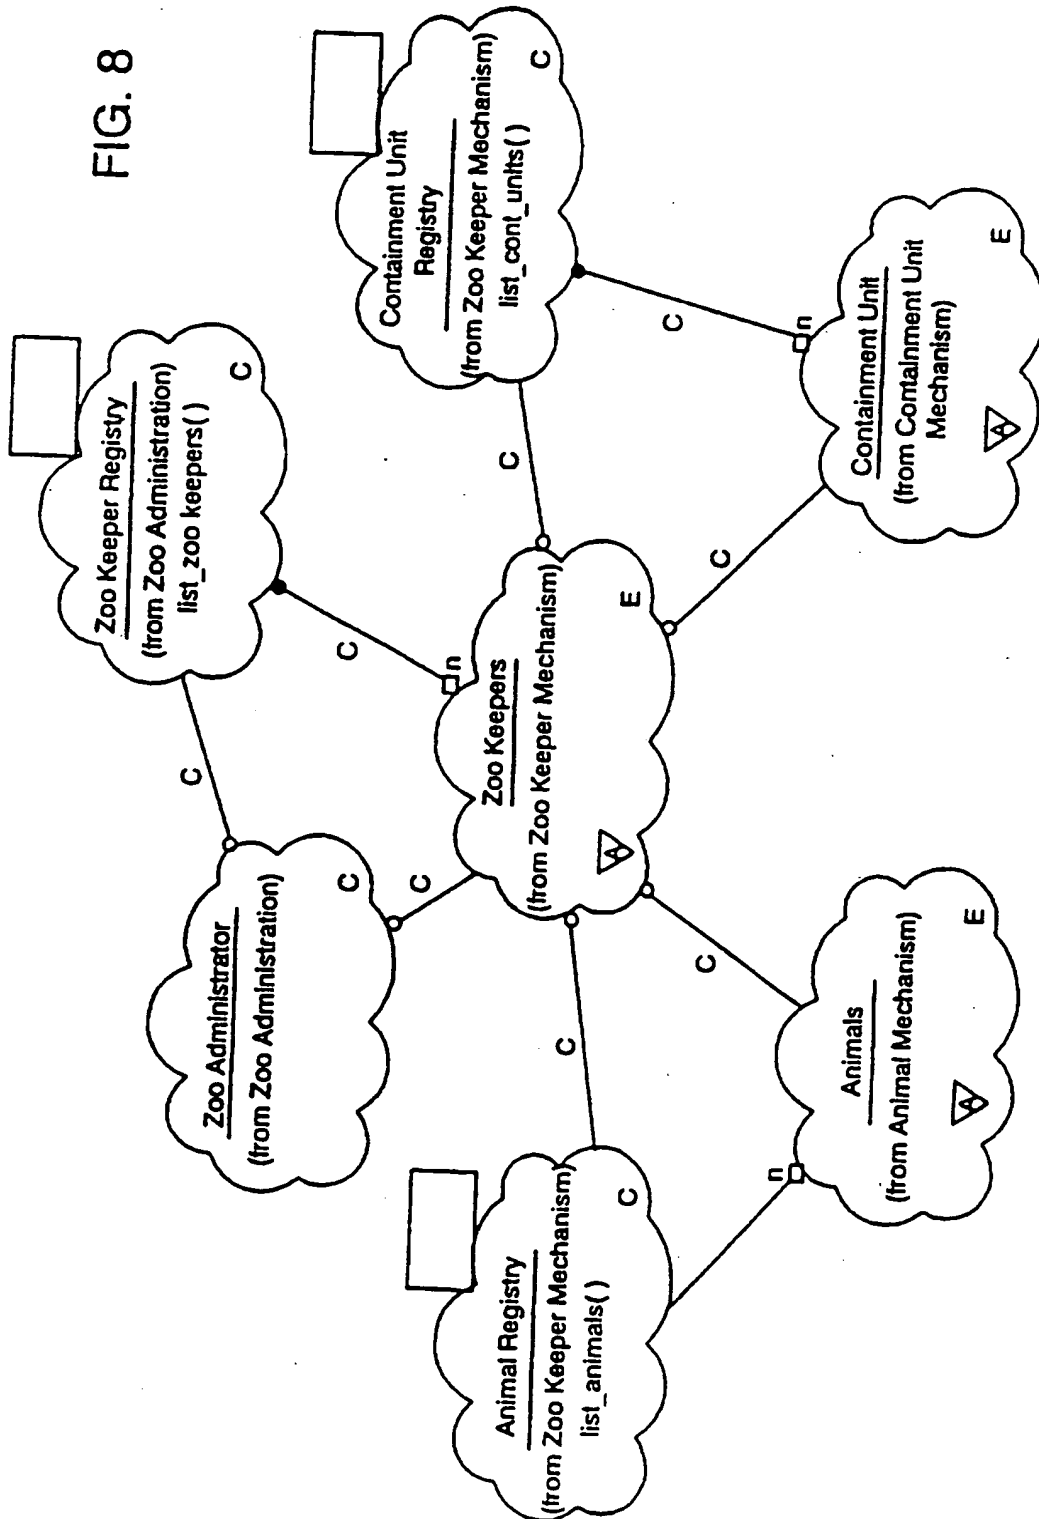 FIG. 8
Zoo Administrator
(from Zoo Administration)
C
C
Zoo Keeper Registry
(from Zoo Administration)
list_zoo keepers( )
C
C
C
n
Animal Registry
(from Zoo Keeper Mechanism)
list_animals( )
C
C
Zoo Keepers
(from Zoo Keeper Mechanism)
A
E
C
Containment Unit
Registry
(from Zoo Keeper Mechanism)
list_cont_units( )
C
n
C
C
C
n
Animals
(from Animal Mechanism)
A
E
Containment Unit
(from Containment Unit
Mechanism)
A
E